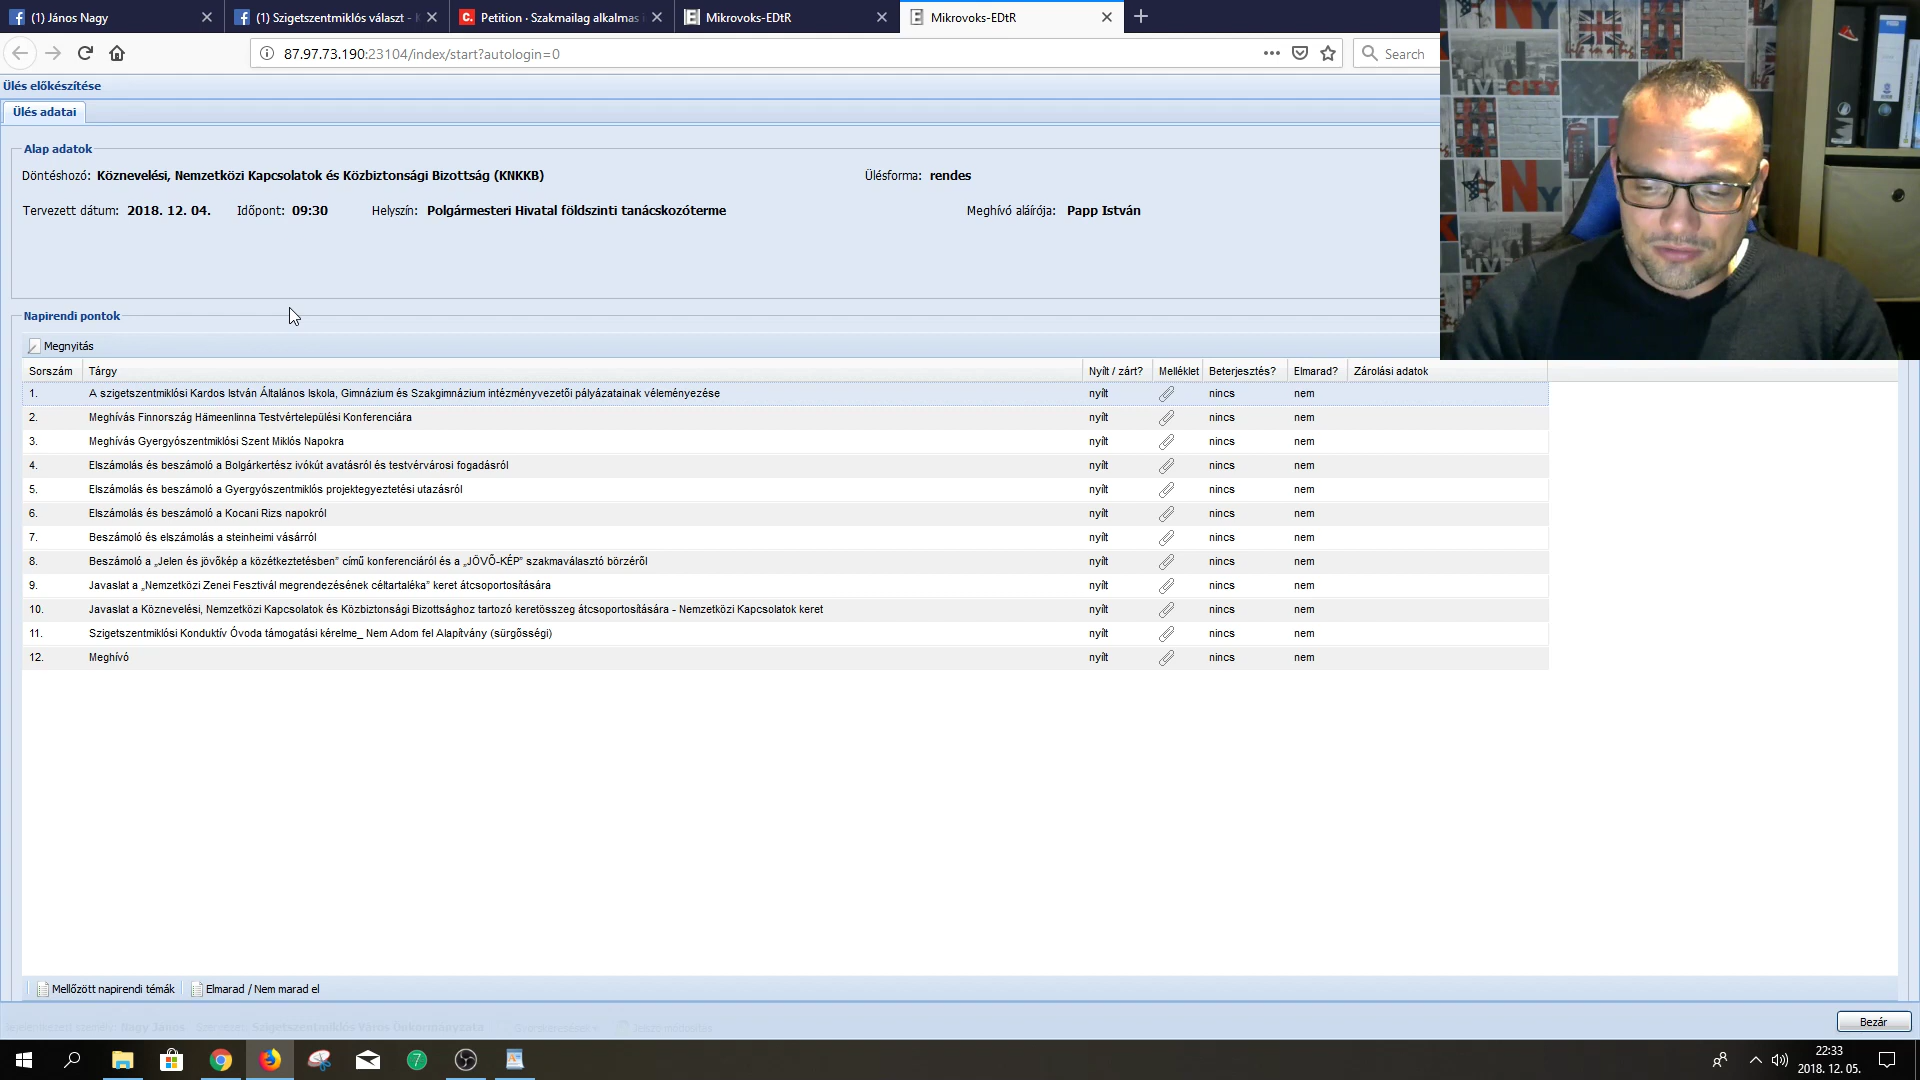 (1) János Nagy
(1) Szigetszentmiklós választ -
Petition · Szakmailag alkalmas
Mikrovoks-EDtR
Mikrovoks-EDtR
87.97.73.190:23104/index/start?autologin=0
Search
Ülés előkészítése
Ülés adatai
Alap adatok
Döntéshozó: Köznevelési, Nemzetközi Kapcsolatok és Közbiztonsági Bizottság (KNKKB)
Ülésforma: rendes
Tervezett dátum: 2018. 12. 04. Időpont: 09:30 Helyszín: Polgármesteri Hivatal földszinti tanácskozóterme
Meghívó aláírója: Papp István
Napirendi pontok
Megnyitás
Sorszám Tárgy Nyílt / zárt? Melléklet Beterjesztés? Elmarad? Zárolási adatok
1. A szigetszentmiklósi Kardos István Általános Iskola, Gimnázium és Szakgimnázium intézményvezetői pályázatainak véleményezése nyílt nincs nem
2. Meghívás Finnország Hämeenlinna Testvértelepülési Konferenciára nyílt nincs nem
3. Meghívás Gyergyószentmiklósi Szent Miklós Napokra nyílt nincs nem
4. Elszámolás és beszámoló a Bolgárkertész ivókút avatásról és testvérvárosi fogadásról nyílt nincs nem
5. Elszámolás és beszámoló a Gyergyószentmiklós projektegyeztetési utazásról nyílt nincs nem
6. Elszámolás és beszámoló a Kocani Rizs napokról nyílt nincs nem
7. Beszámoló és elszámolás a steinheimi vásárról nyílt nincs nem
8. Beszámoló a „Jelen és jövőkép a közétkeztetésben” című konferenciáról és a „JÖVŐ-KÉP” szakmaválasztó börzéről nyílt nincs nem
9. Javaslat a „Nemzetközi Zenei Fesztivál megrendezésének céltartaléka” keret átcsoportosítására nyílt nincs nem
10. Javaslat a Köznevelési, Nemzetközi Kapcsolatok és Közbiztonsági Bizottsághoz tartozó keretösszeg átcsoportosítására - Nemzetközi Kapcsolatok keret nyílt nincs nem
11. Szigetszentmiklósi Konduktív Óvoda támogatási kérelme_ Nem Adom fel Alapítvány (sürgősségi) nyílt nincs nem
12. Meghívó nyílt nincs nem
Mellőzött napirendi témák Elmarad / Nem marad el
Nagy János Szigetszentmiklós Város Önkormányzata
Bezár
22:33
2018. 12. 05.
NY
LIVE CITY
NY